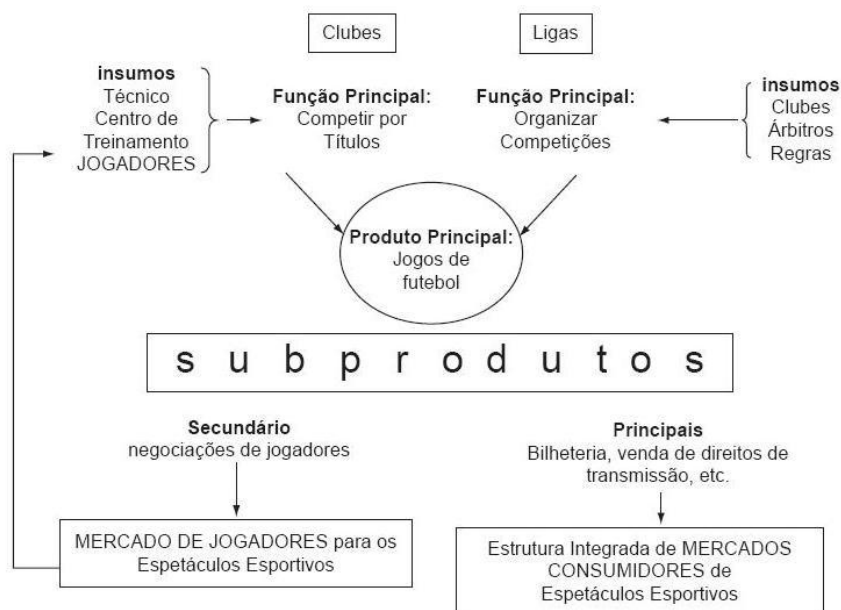 Clubes
Ligas
insumos
Técnico
Centro de
Treinamento
JOGADORES
Função Principal:
Competir por
Títulos
Função Principal:
Organizar
Competições
insumos
Clubes
Árbitros
Regras
Produto Principal:
Jogos de
futebol
subprodutos
Secundário
negociações de jogadores
Principais
Bilheteria, venda de direitos de
transmissão, etc.
MERCADO DE JOGADORES para os
Espetáculos Esportivos
Estrutura Integrada de MERCADOS
CONSUMIDORES de
Espetáculos Esportivos